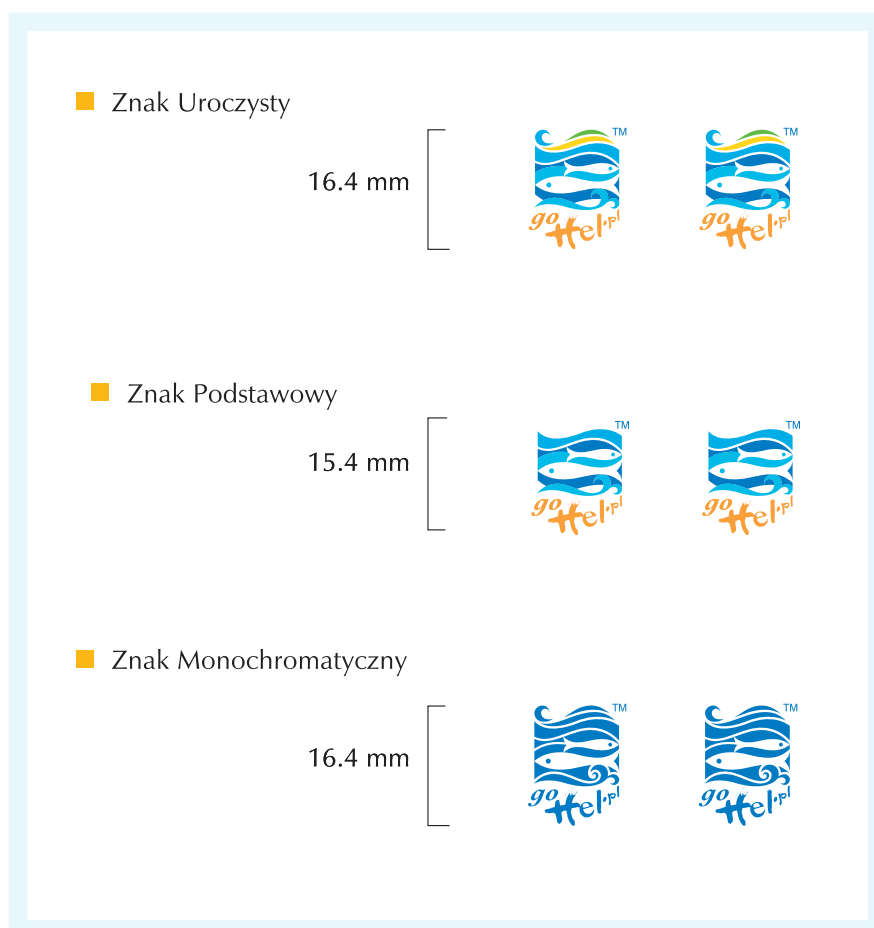 Znak Uroczysty
16.4 mm
TM
go Hel.pl
TM
go Hel.pl
Znak Podstawowy
15.4 mm
TM
go Hel.pl
TM
go Hel.pl
Znak Monochromatyczny
16.4 mm
TM
go Hel.pl
TM
go Hel.pl